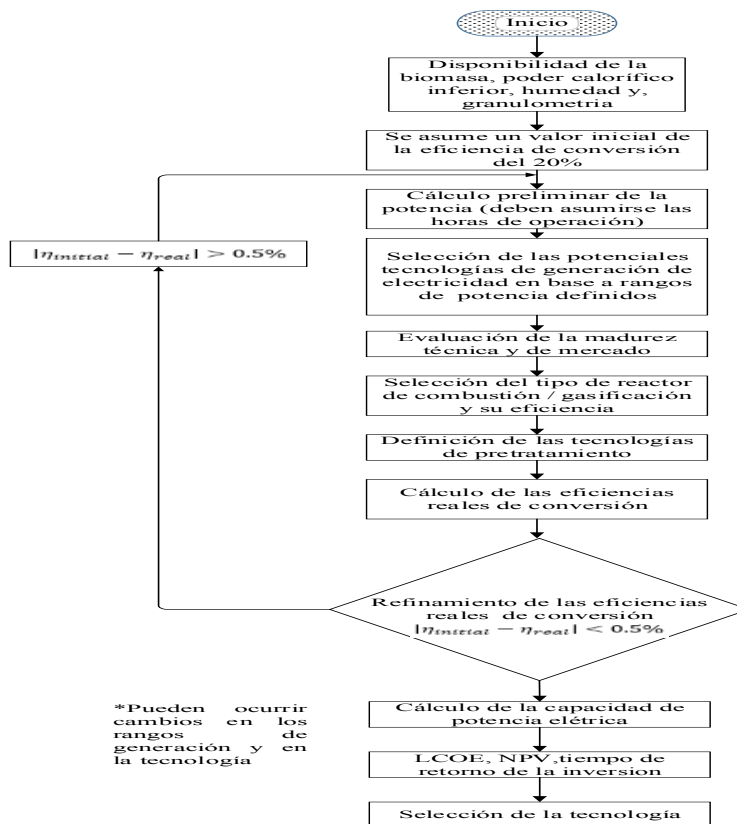 Inicio
Disponibilidad de la
biomasa, poder calorífico
inferior, humedad y,
granulometria
Se asume un valor inicial de
la eficiencia de conversión
del 20%
Cálculo preliminar de la
potencia (deben asumirse las
horas de operación)
|ηinitial − ηreal| > 0.5%
Selección de las potenciales
tecnologías de generación de
electricidad en base a rangos
de potencia definidos
Evaluación de la madurez
técnica y de mercado
Selección del tipo de reactor
de combustión / gasificación
y su eficiencia
Definición de las tecnologías
de pretratamiento
Cálculo de las eficiencias
reales de conversión
Refinamiento de las eficiencias
reales de conversión
|ηinitial − ηreal| < 0.5%
*Pueden ocurrir
cambios en los
rangos de
generación y en
la tecnología
Cálculo de la capacidad de
potencia elétrica
LCOE, NPV,tiempo de
retorno de la inversion
Selección de la tecnología